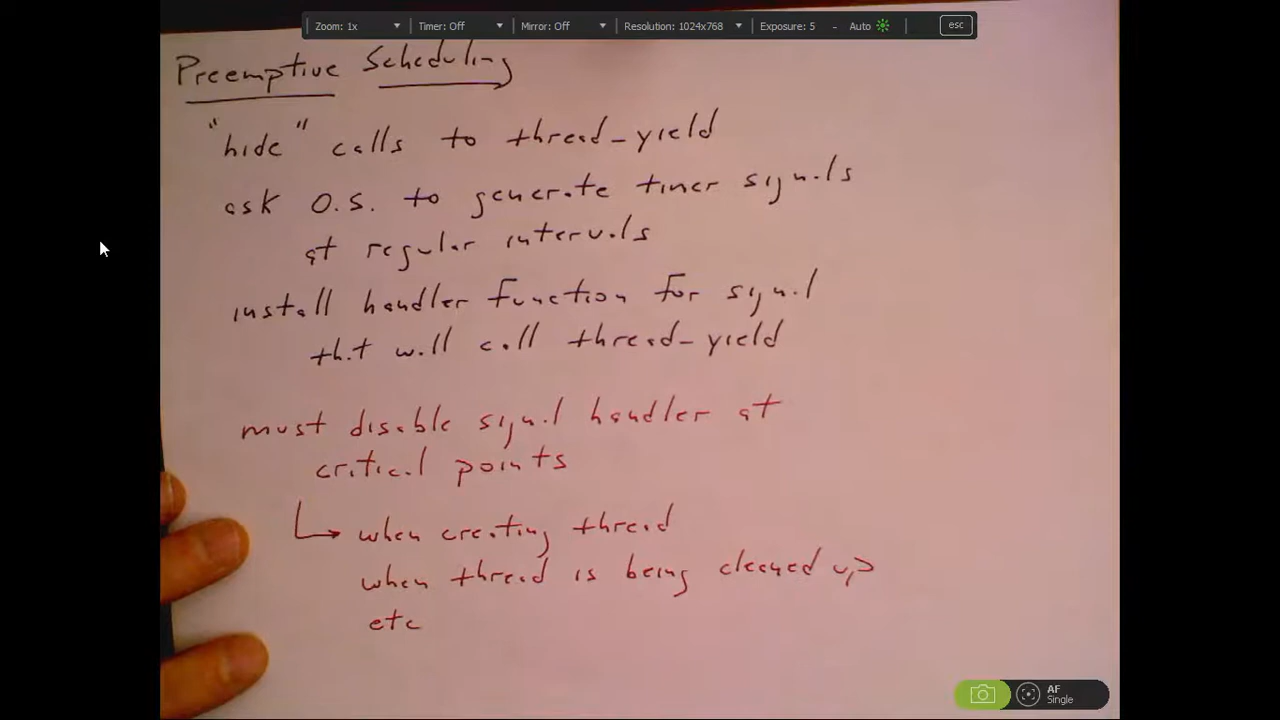 Zoom: 1x Timer: Off Mirror: Off Resolution: 1024x768 Exposure: 5 - Auto esc
Preemptive Scheduling
"hide" calls to thread_yield
ask O.S. to generate timer signals
at regular intervals
install handler function for signal
that will call thread_yield
must disable signal handler at
critical points
when creating thread
when thread is being cleaned up
etc
AF
Single